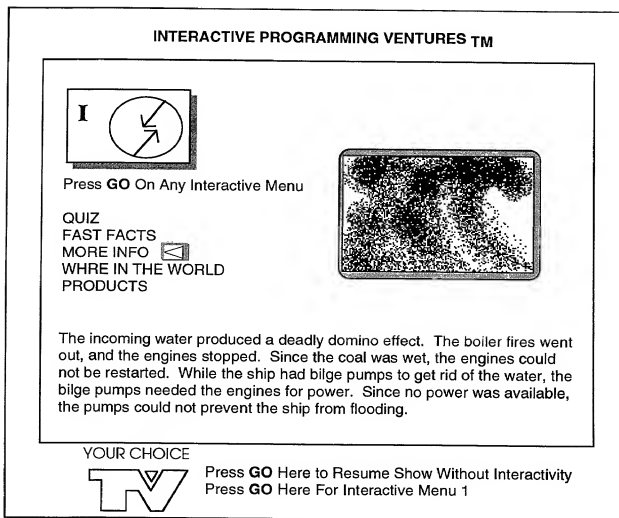 INTERACTIVE PROGRAMMING VENTURES TM
I
Press GO On Any Interactive Menu
QUIZ
FAST FACTS
MORE INFO
WHRE IN THE WORLD
PRODUCTS
The incoming water produced a deadly domino effect. The boiler fires went
out, and the engines stopped. Since the coal was wet, the engines could
not be restarted. While the ship had bilge pumps to get rid of the water, the
bilge pumps needed the engines for power. Since no power was available,
the pumps could not prevent the ship from flooding.
YOUR CHOICE
TV
Press GO Here to Resume Show Without Interactivity
Press GO Here For Interactive Menu 1